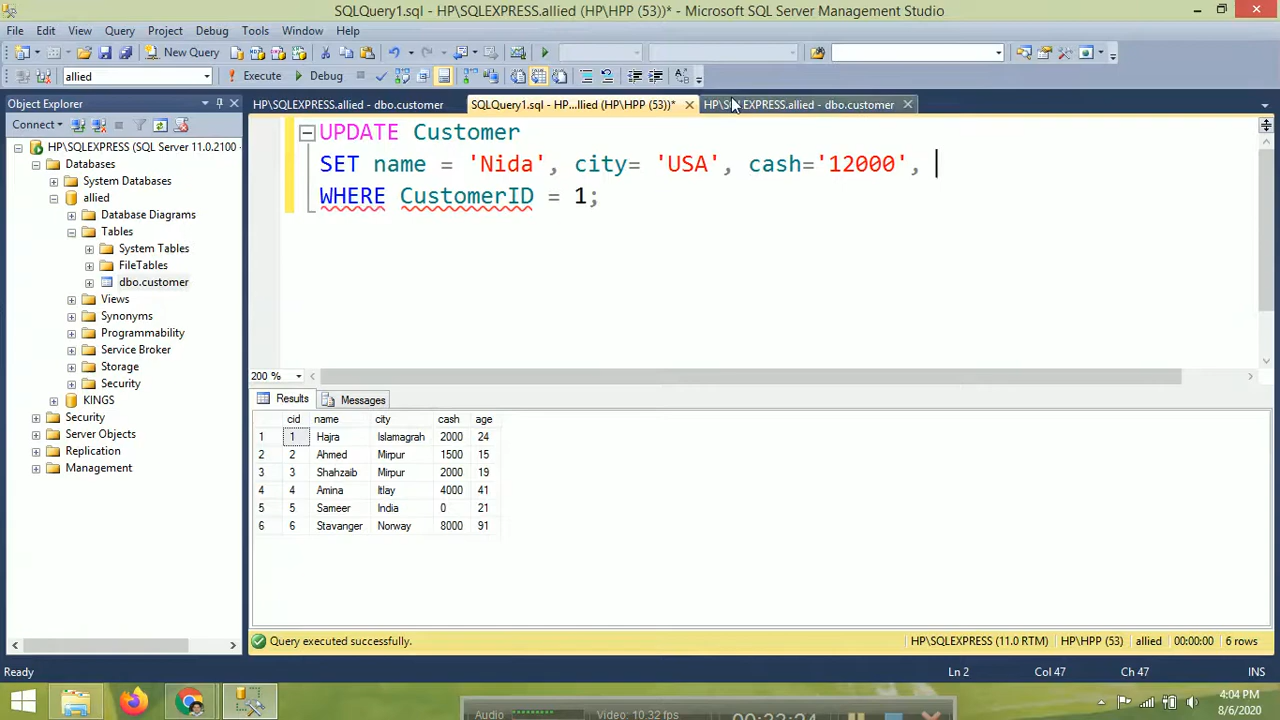 SQLQuery1.sql - HP\SQLEXPRESS.allied (HP\HPP (53))* - Microsoft SQL Server Management Studio
File Edit View Query Project Debug Tools Window Help
New Query
allied Execute Debug
Object Explorer
HP\SQLEXPRESS.allied - dbo.customer SQLQuery1.sql - HP...llied (HP\HPP (53))* HP\SQLEXPRESS.allied - dbo.customer
Connect
HP\SQLEXPRESS (SQL Server 11.0.2100 -
Databases
System Databases
allied
Database Diagrams
Tables
System Tables
FileTables
dbo.customer
Views
Synonyms
Programmability
Service Broker
Storage
Security
KINGS
Security
Server Objects
Replication
Management
UPDATE Customer
SET name = 'Nida', city= 'USA', cash='12000',
WHERE CustomerID = 1;
200 %
Results Messages
cid name city cash age
1 1 Hajra Islamagrah 2000 24
2 2 Ahmed Mirpur 1500 15
3 3 Shahzaib Mirpur 2000 19
4 4 Amina Itlay 4000 41
5 5 Sameer India 0 21
6 6 Stavanger Norway 8000 91
Query executed successfully. HP\SQLEXPRESS (11.0 RTM) HP\HPP (53) allied 00:00:00 6 rows
Ready Ln 2 Col 47 Ch 47 INS
Audio Video: 10.32 fps 00:33:24
4:04 PM
8/6/2020